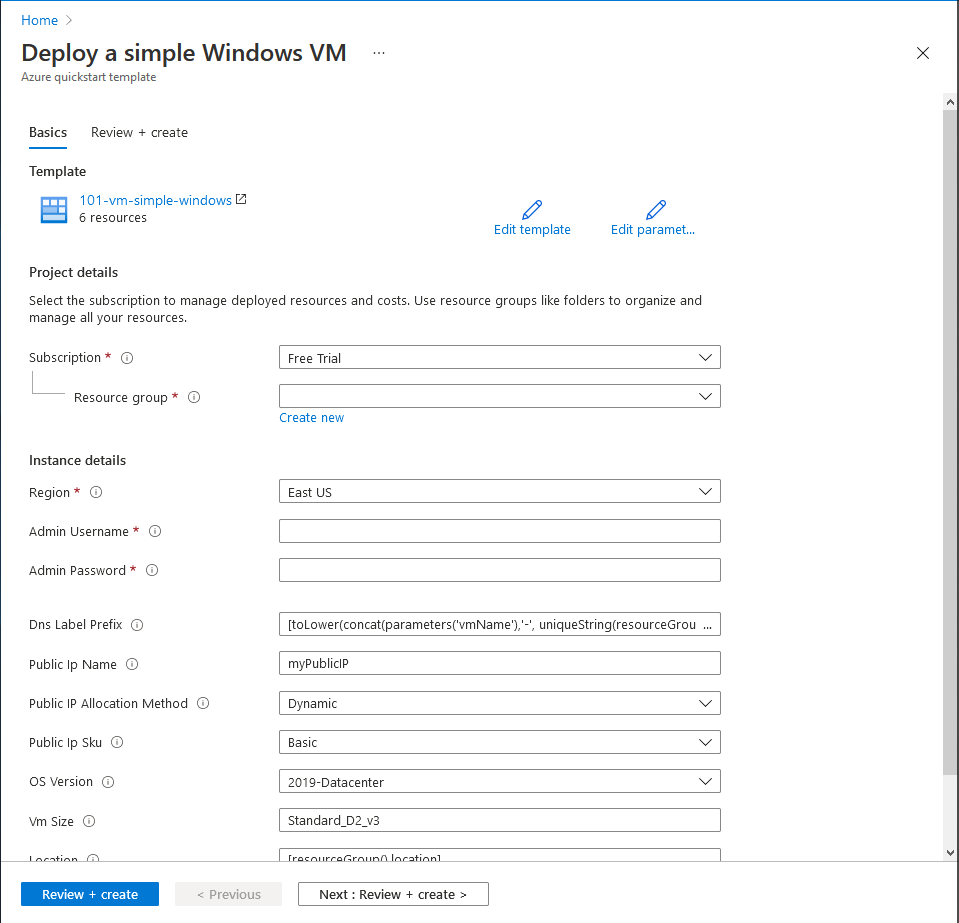 Home
Deploy a simple Windows VM ...
Azure quickstart template
Basics Review + create
Template
101-vm-simple-windows
6 resources
Edit template Edit paramet...
Project details
Select the subscription to manage deployed resources and costs. Use resource groups like folders to organize and
manage all your resources.
Subscription * Free Trial
Resource group *
Create new
Instance details
Region * East US
Admin Username *
Admin Password *
Dns Label Prefix [toLower(concat(parameters('vmName'),'-', uniqueString(resourceGrou ...
Public Ip Name myPublicIP
Public IP Allocation Method Dynamic
Public Ip Sku Basic
OS Version 2019-Datacenter
Vm Size Standard_D2_v3
Location [resourceGroup().location]
Review + create < Previous Next : Review + create >